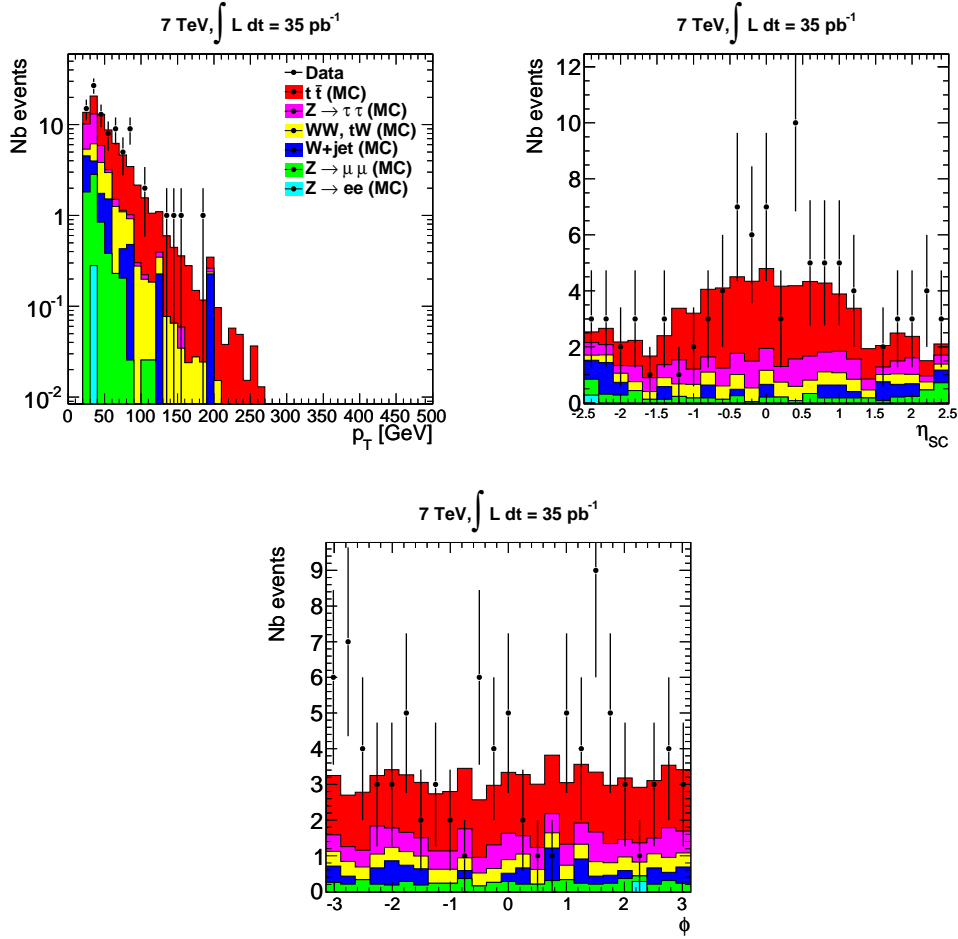 7 TeV, ∫ L dt = 35 pb⁻¹
Nb events
10
1
10⁻¹
10⁻²
0 50 100 150 200 250 300 350 400 450 500
p_T [GeV]
Data
t t̄ (MC)
Z → τ τ (MC)
WW, tW (MC)
W+jet (MC)
Z → μ μ (MC)
Z → ee (MC)
7 TeV, ∫ L dt = 35 pb⁻¹
Nb events
12
10
8
6
4
2
0
-2.5 -2 -1.5 -1 -0.5 0 0.5 1 1.5 2 2.5
η_SC
7 TeV, ∫ L dt = 35 pb⁻¹
Nb events
9
8
7
6
5
4
3
2
1
0
-3 -2 -1 0 1 2 3
ϕ